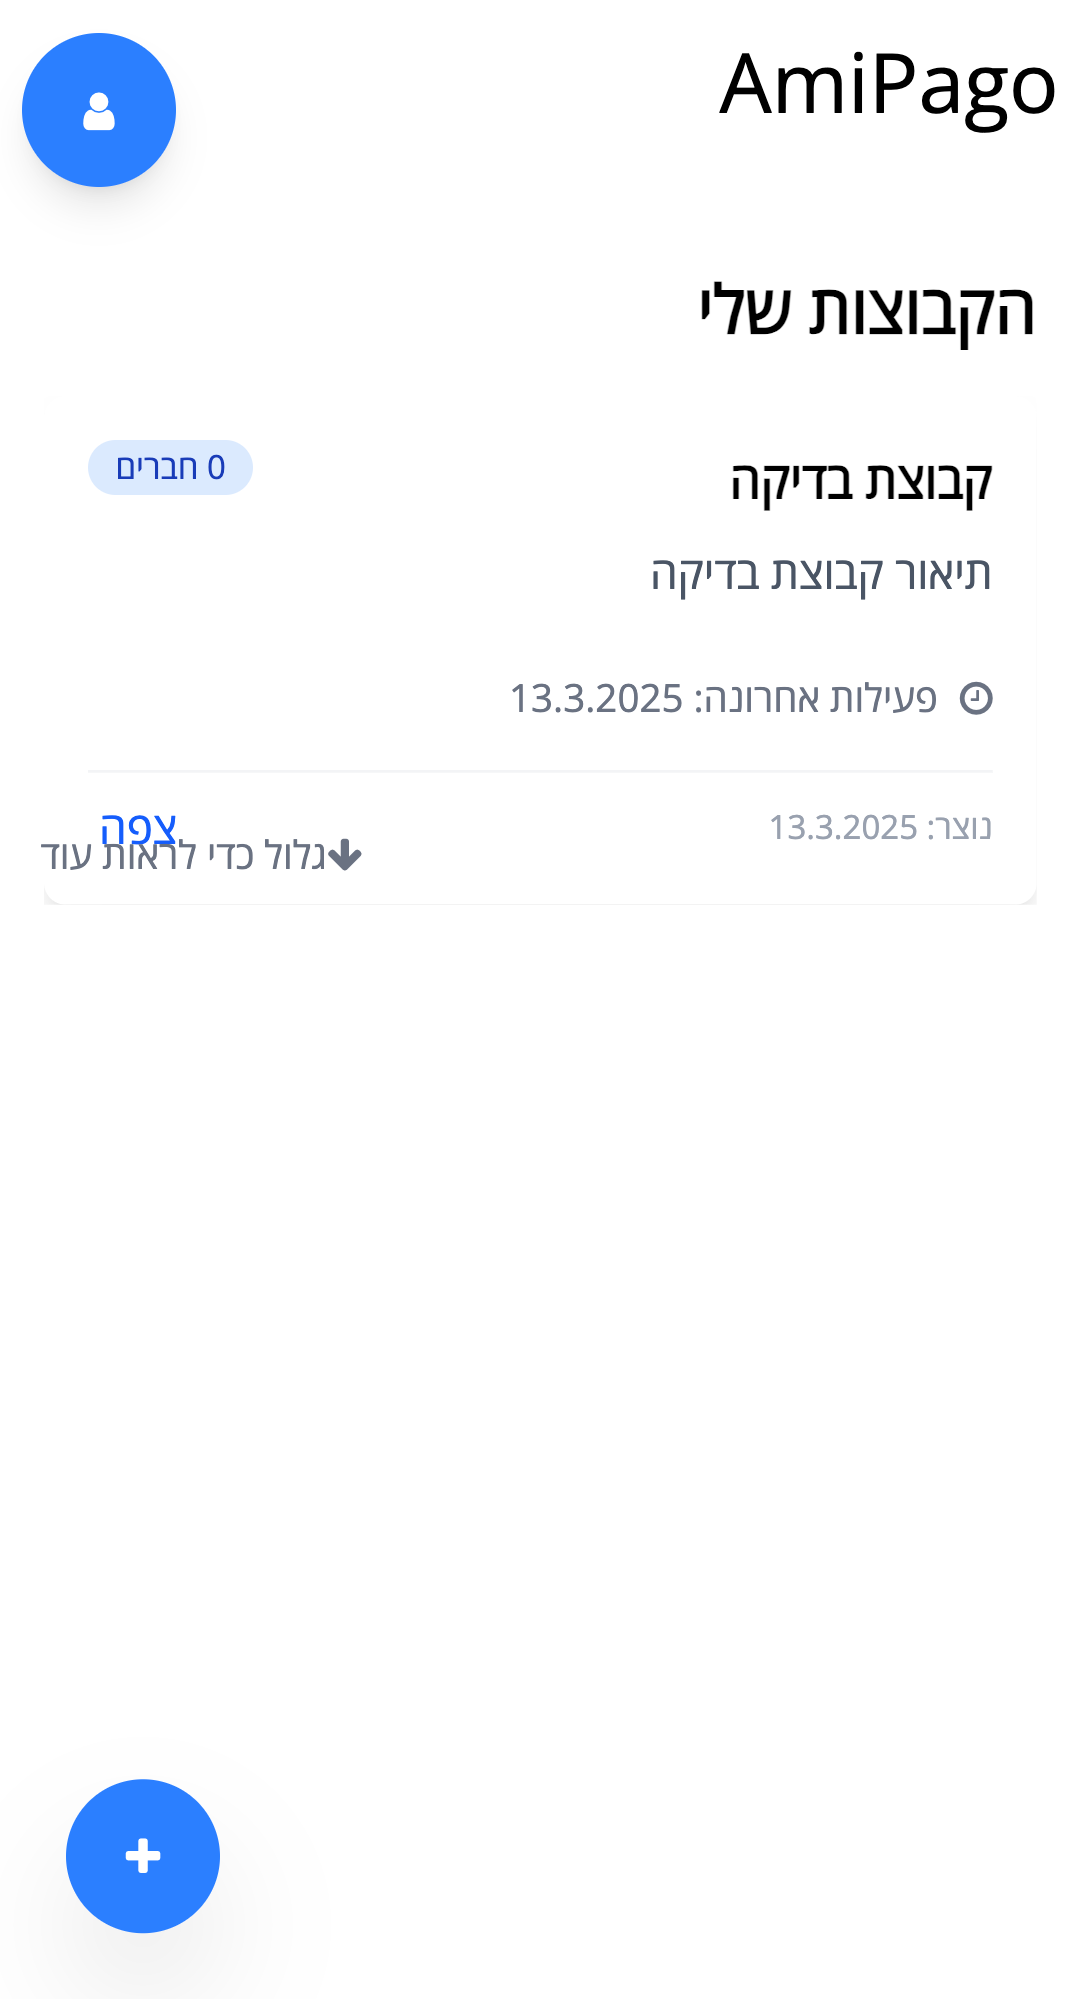 AmiPago
הקבוצות שלי
קבוצת בדיקה
0 חברים
תיאור קבוצת בדיקה
פעילות אחרונה: 13.3.2025
נוצר: 13.3.2025
צפה
גלול כדי לראות עוד